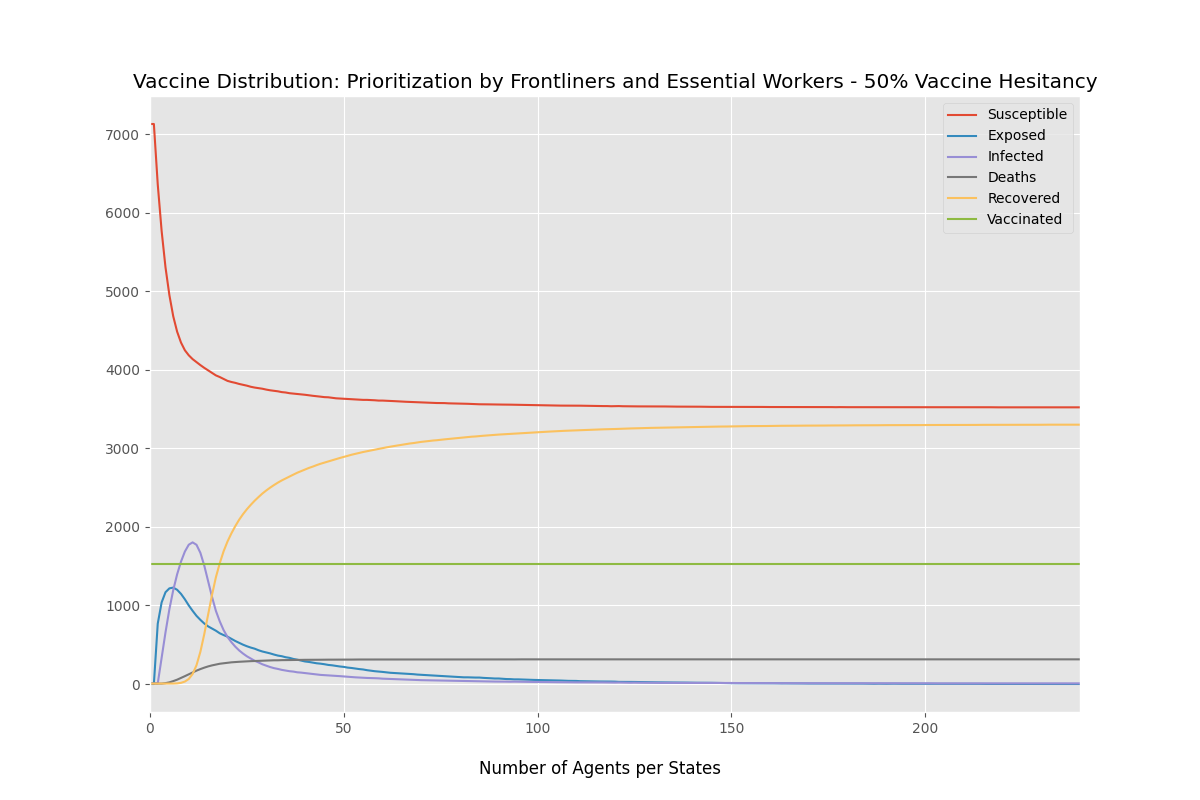 Vaccine Distribution: Prioritization by Frontliners and Essential Workers - 50% Vaccine Hesitancy
Susceptible
Exposed
Infected
Deaths
Recovered
Vaccinated
7000
6000
5000
4000
3000
2000
1000
0
0 50 100 150 200
Number of Agents per States